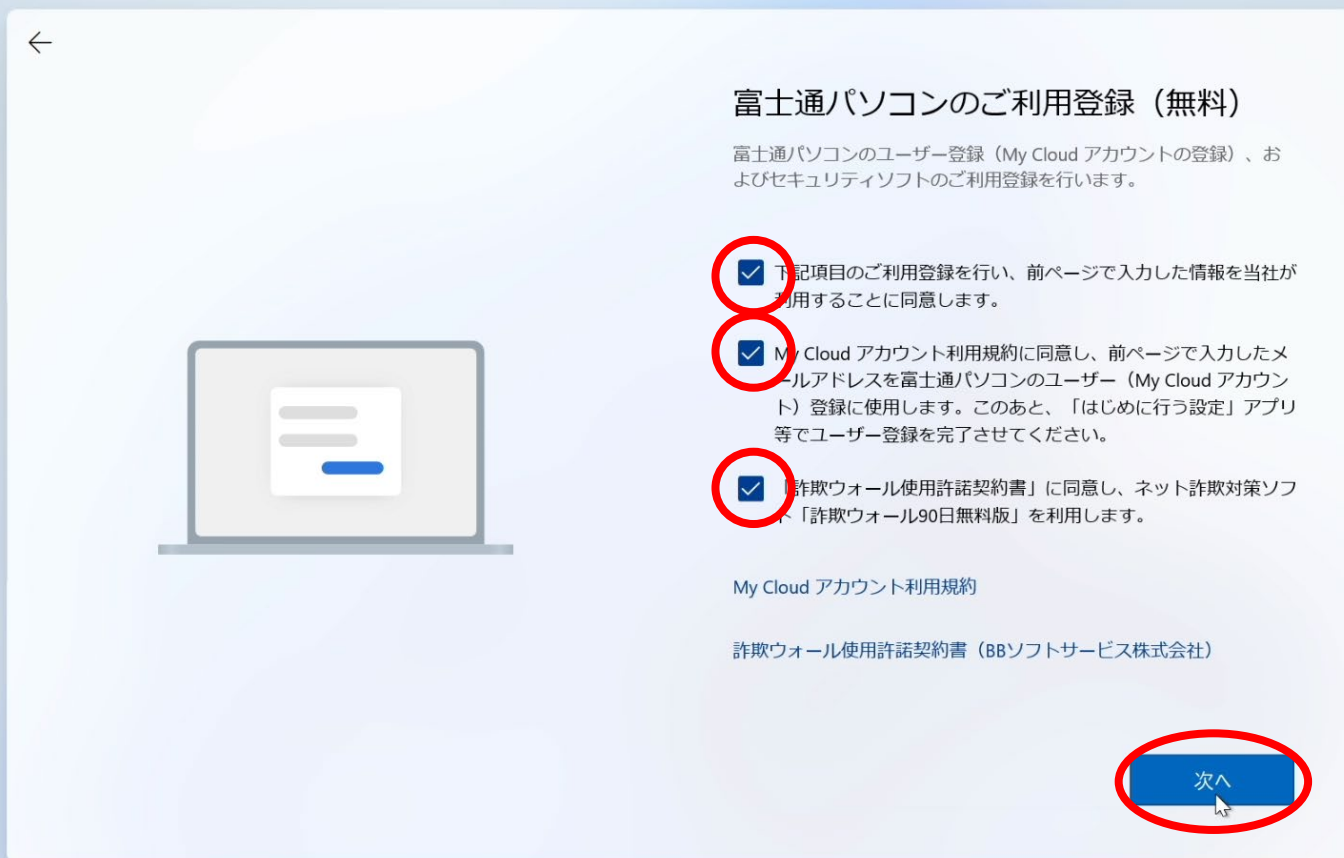 富士通パソコンのご利用登録（無料）
富士通パソコンのユーザー登録（My Cloud アカウントの登録）、お
よびセキュリティソフトのご利用登録を行います。
下記項目のご利用登録を行い、前ページで入力した情報を当社が
利用することに同意します。
My Cloud アカウント利用規約に同意し、前ページで入力したメ
ールアドレスを富士通パソコンのユーザー（My Cloud アカウン
ト）登録に使用します。このあと、「はじめに行う設定」アプリ
等でユーザー登録を完了させてください。
「詐欺ウォール使用許諾契約書」に同意し、ネット詐欺対策ソフ
ト「詐欺ウォール90日無料版」を利用します。
My Cloud アカウント利用規約
詐欺ウォール使用許諾契約書（BBソフトサービス株式会社）
次へ